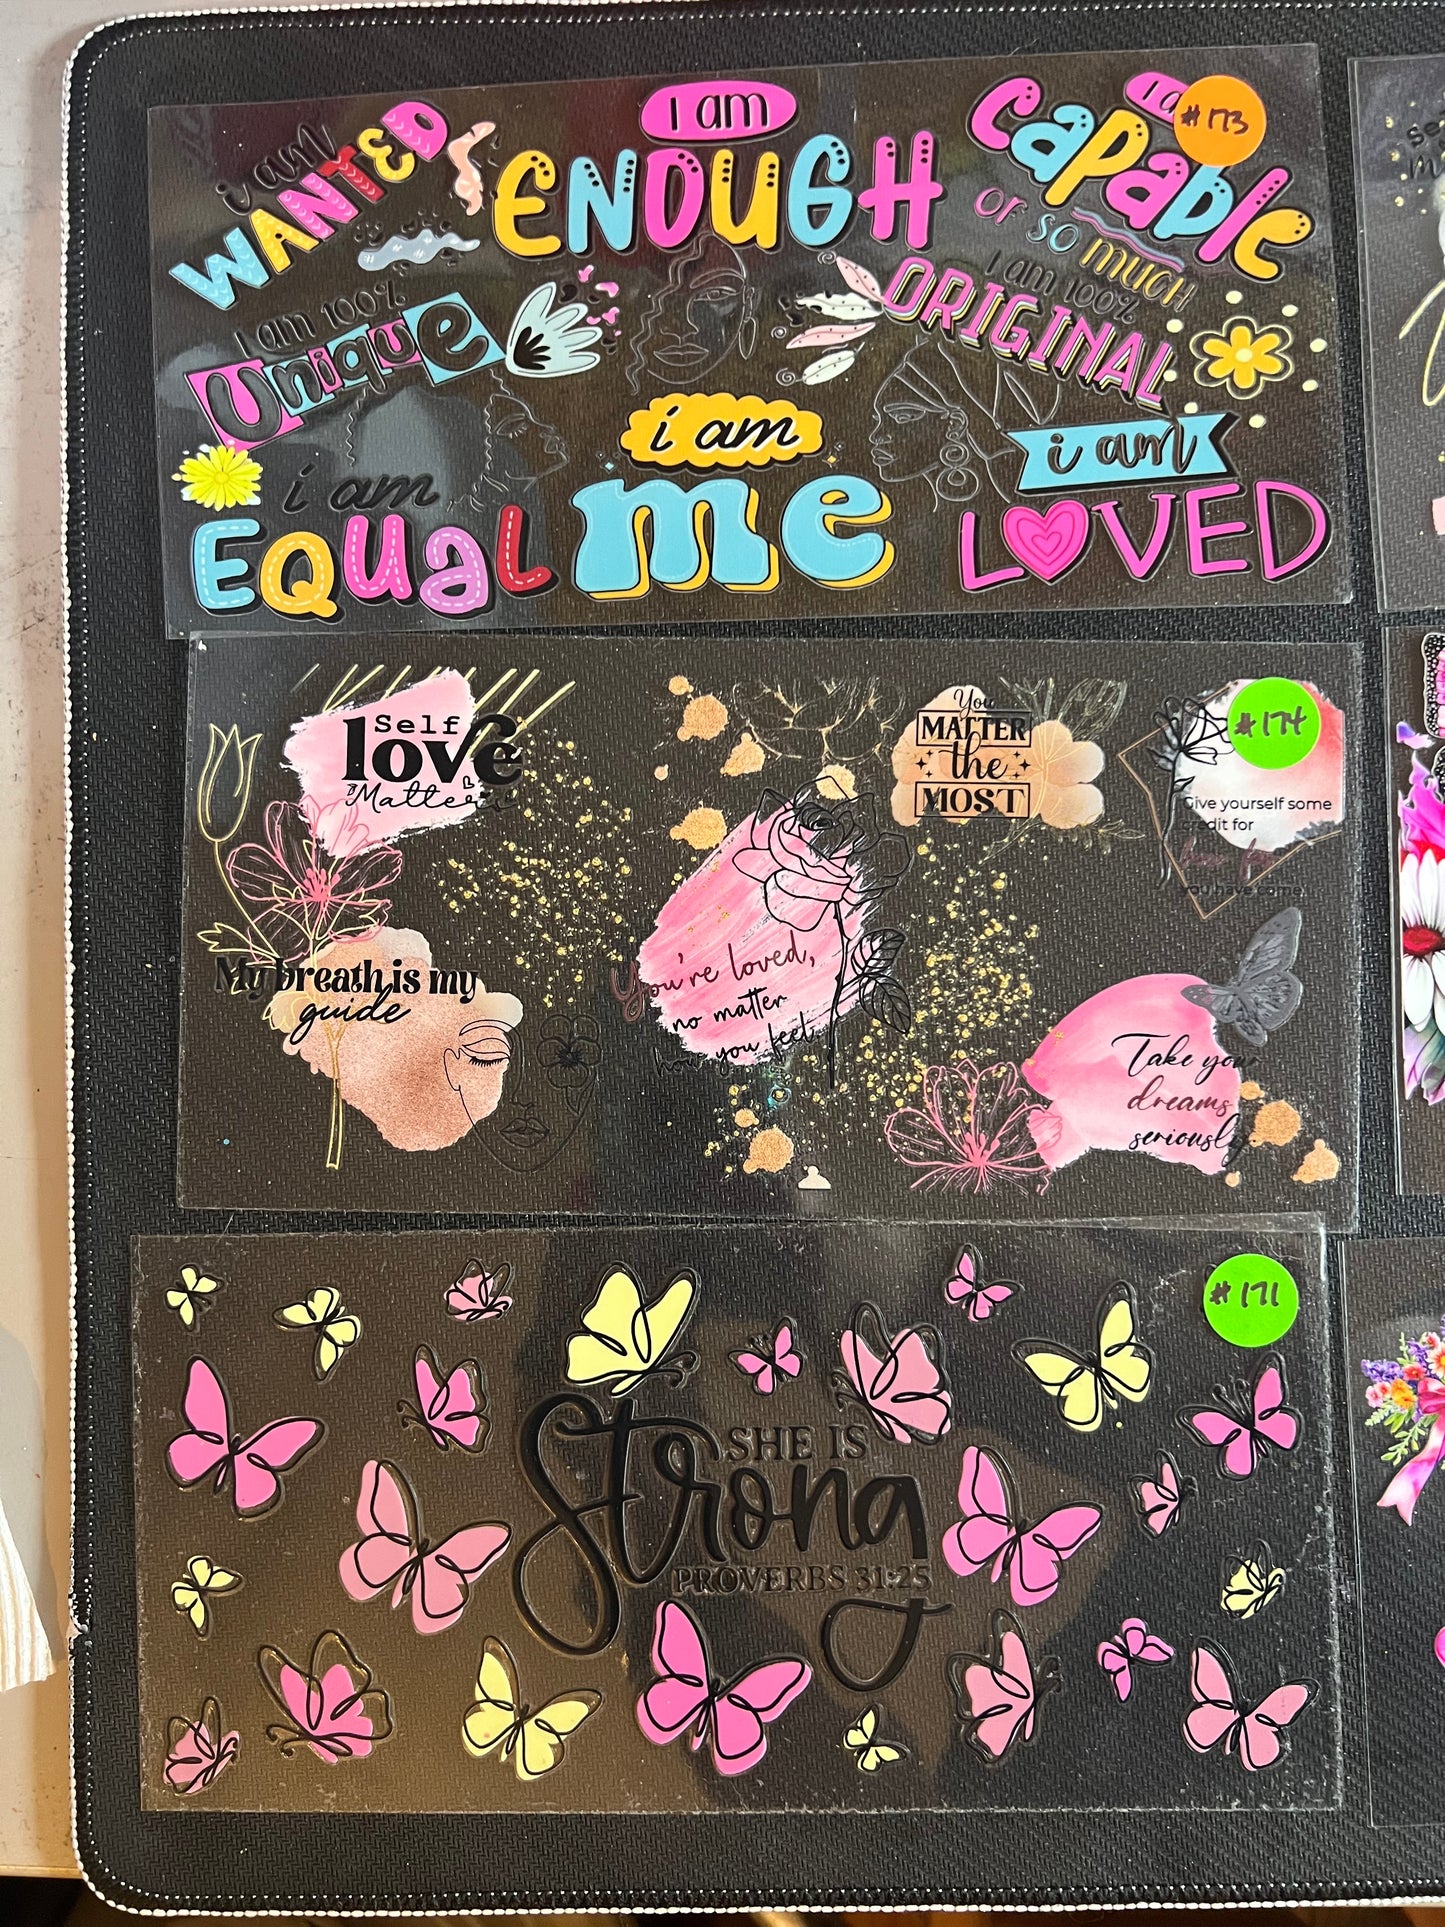 i am
WANTED
I am
ENOUGH
I a
#173
capable
OF SO MUCH
I am 100%
Unique
I am 100%
ORIGINAL
i am
EQUAL
i am
me
i am
LOVED
Self
love
Matters
You
MATTER
the
MOST
#174
Give yourself some
credit for
you have come
My breath is my
guide
You're loved,
no matter
how you feel
Take your
dreams
seriously
#171
SHE IS
Strong
PROVERBS 31:25